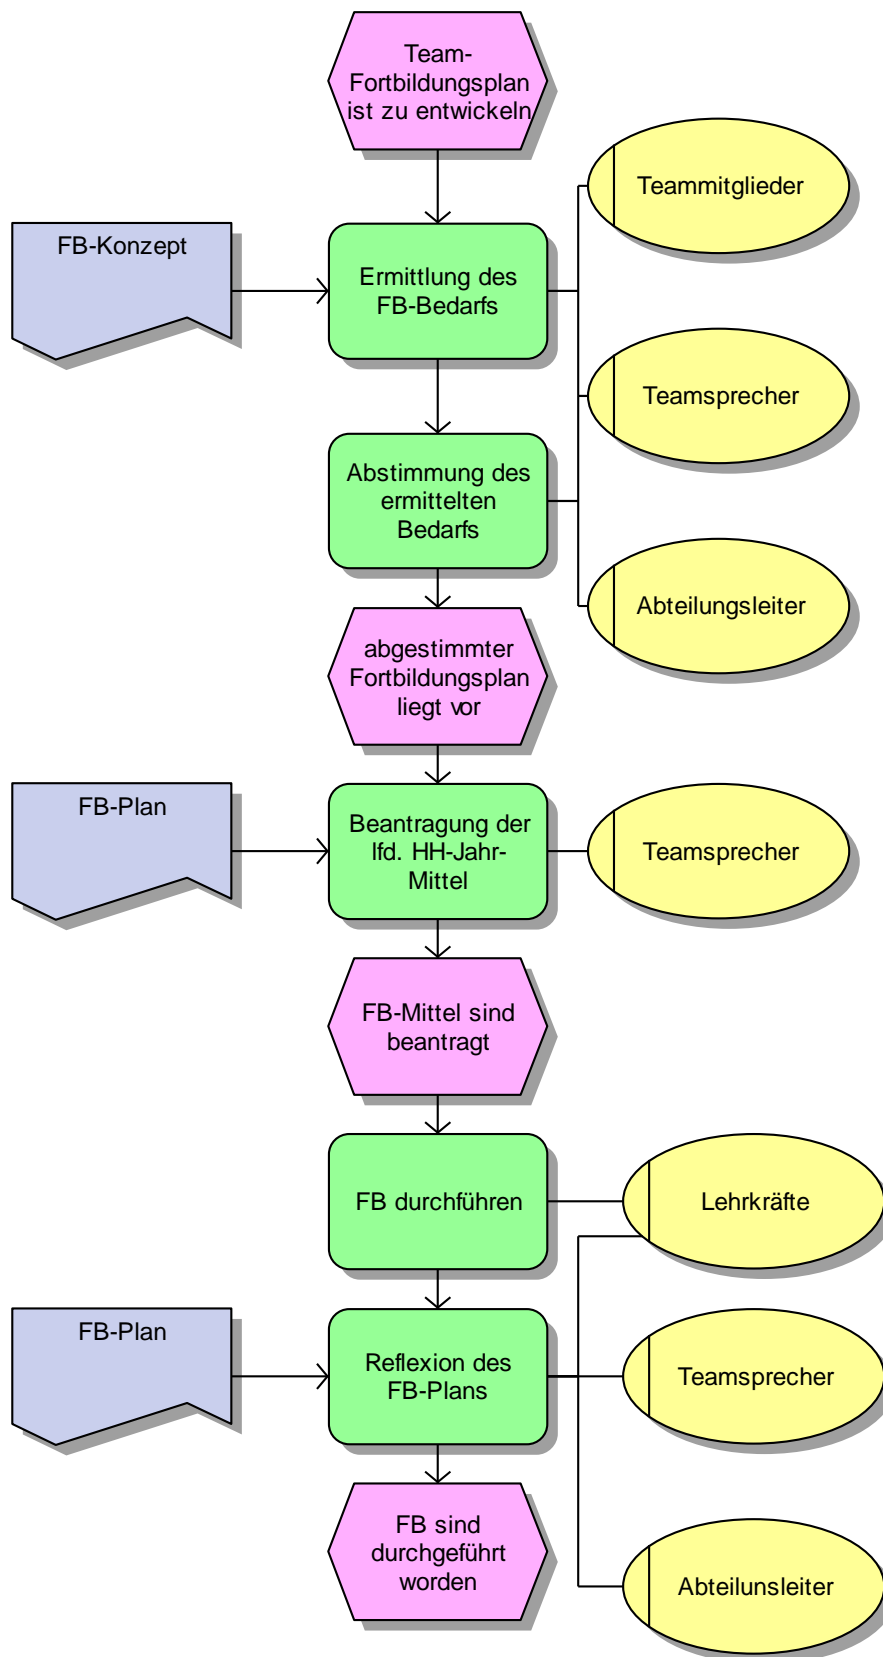 Team-
Fortbildungsplan
ist zu entwickeln
Teammitglieder
FB-Konzept
Ermittlung des
FB-Bedarfs
Teamsprecher
Abstimmung des
ermittelten
Bedarfs
Abteilungsleiter
abgestimmter
Fortbildungsplan
liegt vor
FB-Plan
Beantragung der
lfd. HH-Jahr-
Mittel
Teamsprecher
FB-Mittel sind
beantragt
FB durchführen
Lehrkräfte
FB-Plan
Reflexion des
FB-Plans
Teamsprecher
FB sind
durchgeführt
worden
Abteilunsleiter